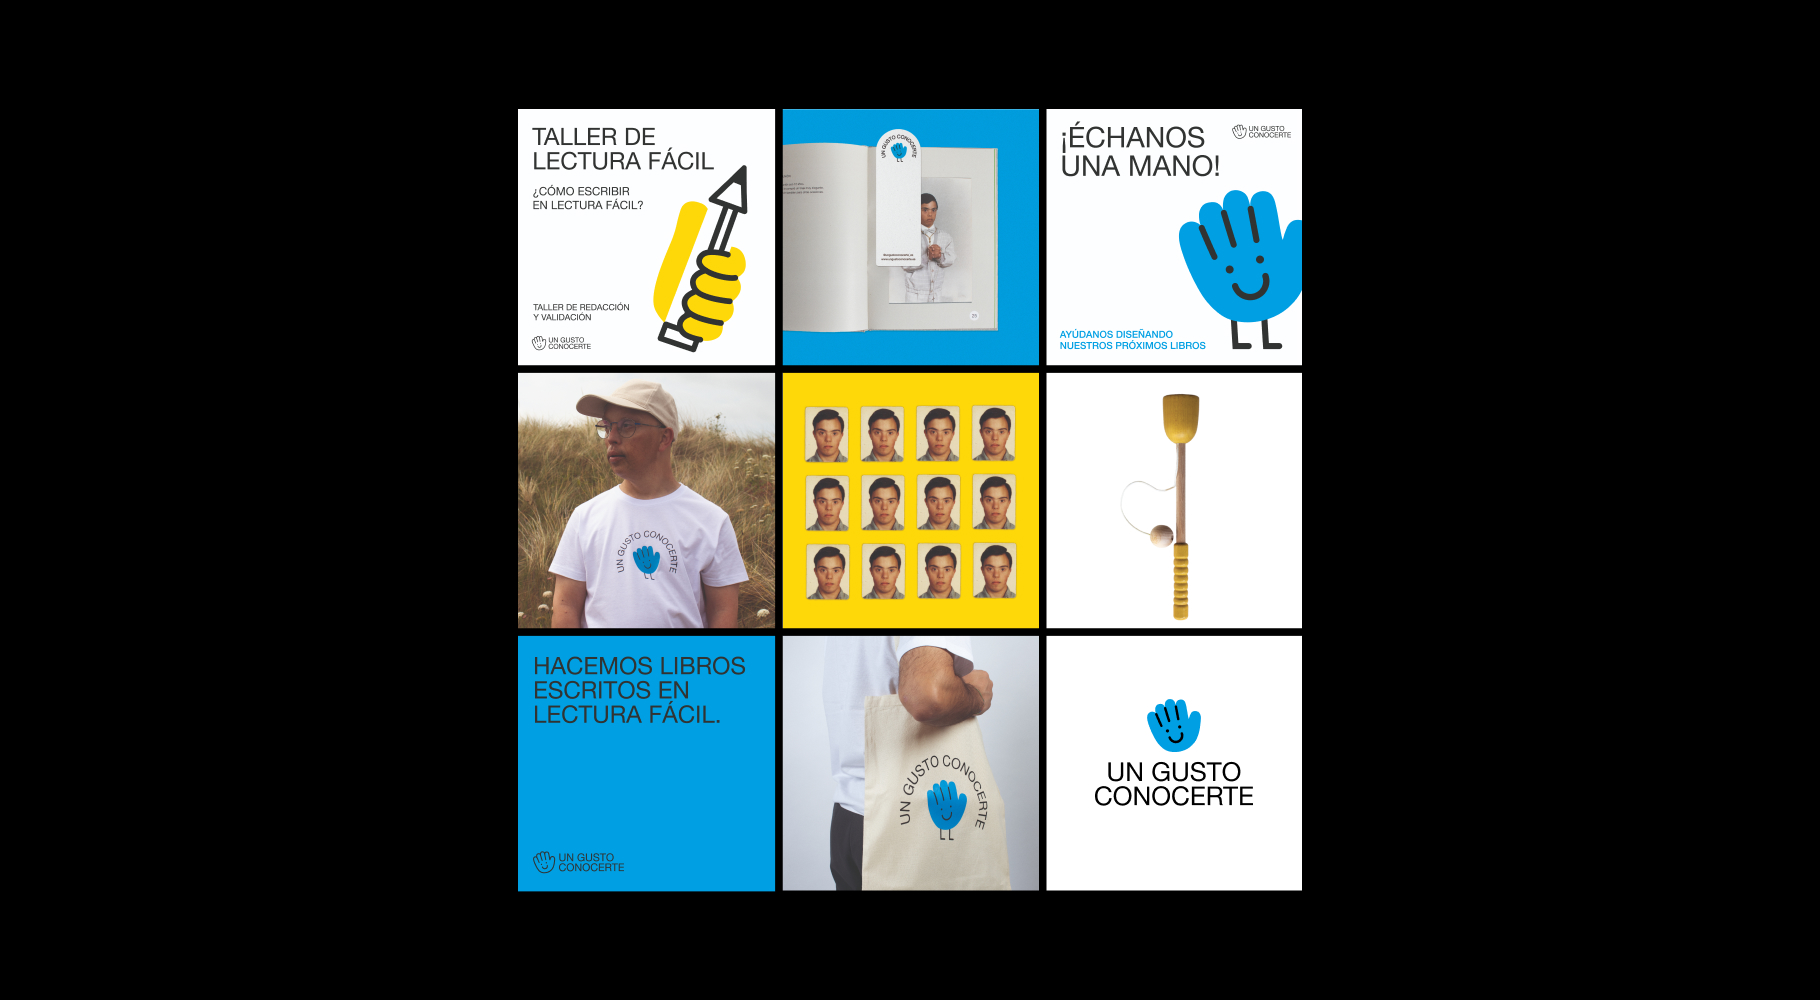 TALLER DE
LECTURA FÁCIL
¿CÓMO ESCRIBIR
EN LECTURA FÁCIL?
TALLER DE REDACCIÓN
Y VALIDACIÓN
UN GUSTO
CONOCERTE
UN GUSTO CONOCERTE
¡ÉCHANOS
UNA MANO!
UN GUSTO
CONOCERTE
AYÚDANOS DISEÑANDO
NUESTROS PRÓXIMOS LIBROS
UN GUSTO CONOCERTE
HACEMOS LIBROS
ESCRITOS EN
LECTURA FÁCIL.
UN GUSTO
CONOCERTE
UN GUSTO CONOCERTE
UN GUSTO
CONOCERTE